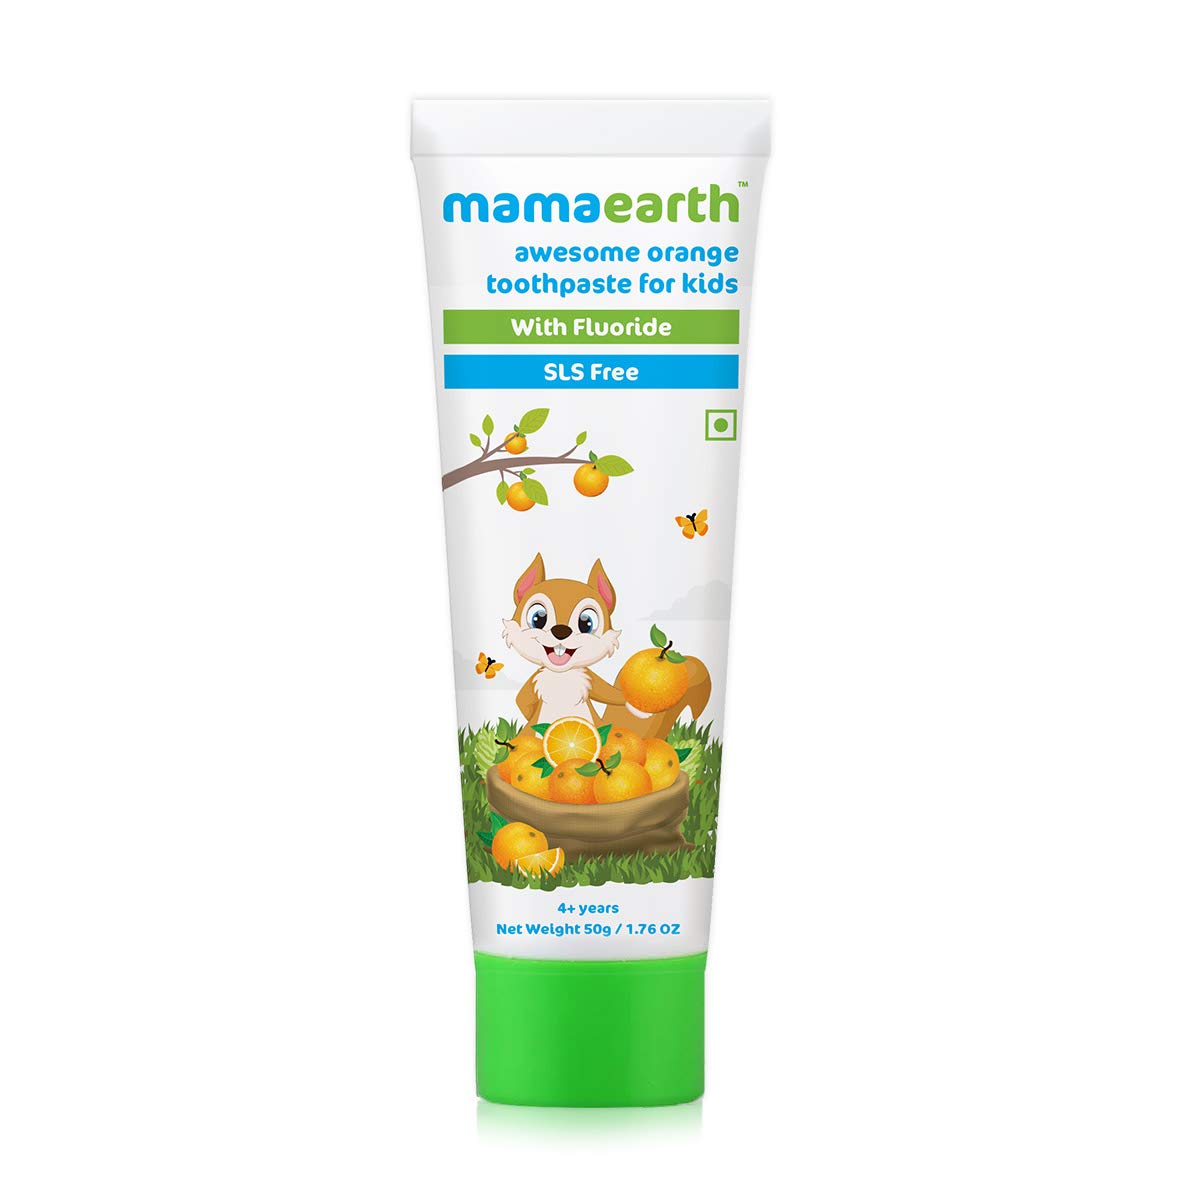 mamaearth™
awesome orange
toothpaste for kids
With Fluoride
SLS Free
4+ years
Net Weight 50g / 1.76 OZ